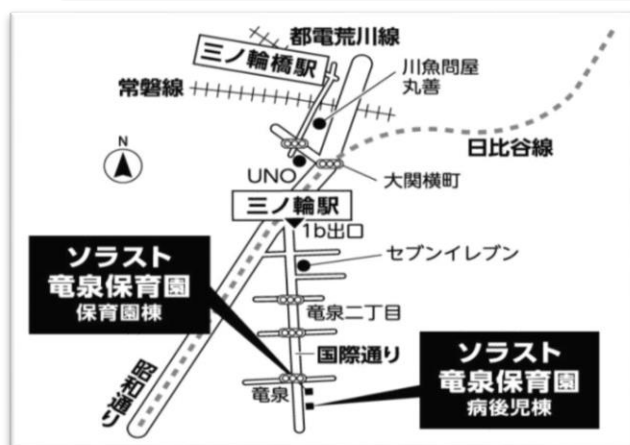 都電荒川線
三ノ輪橋駅
川魚問屋
丸善
常磐線
N
日比谷線
UNO
大関横町
三ノ輪駅
1b出口
セブンイレブン
ソラスト
竜泉保育園
保育園棟
竜泉二丁目
国際通り
昭和通り
竜泉
ソラスト
竜泉保育園
病後児棟